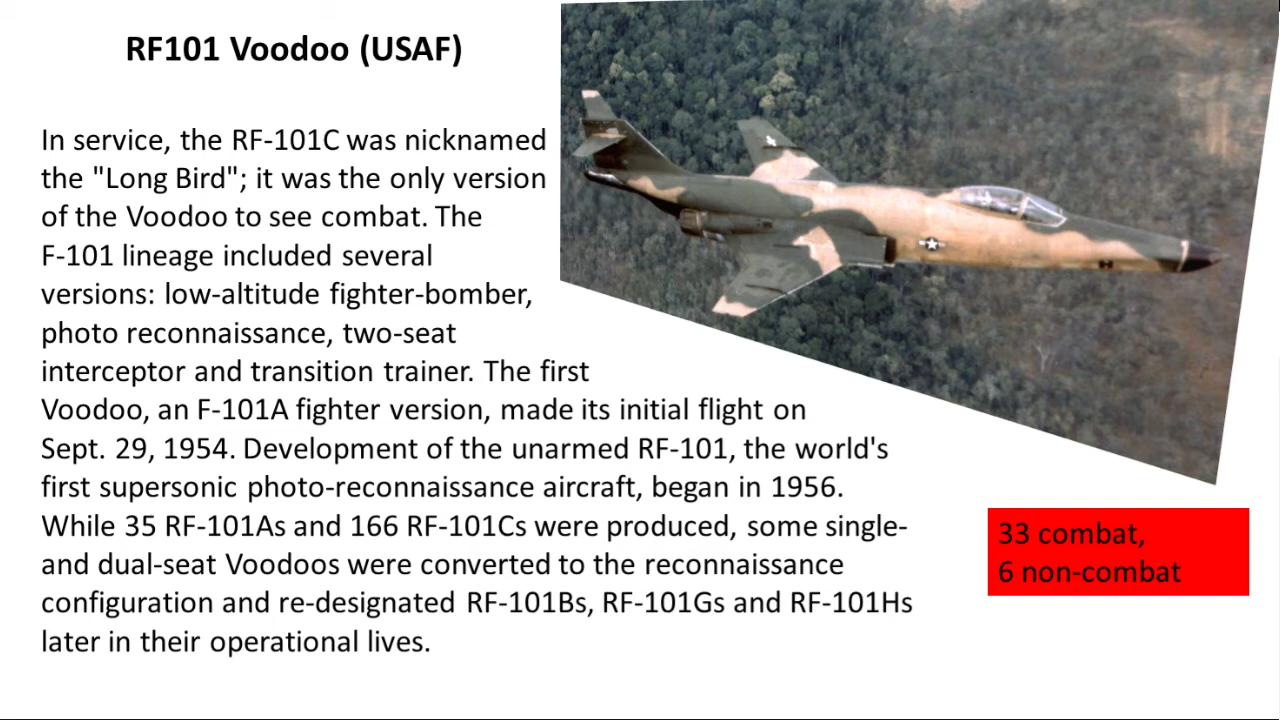 RF101 Voodoo (USAF)
In service, the RF-101C was nicknamed
the "Long Bird"; it was the only version
of the Voodoo to see combat. The
F-101 lineage included several
versions: low-altitude fighter-bomber,
photo reconnaissance, two-seat
interceptor and transition trainer. The first
Voodoo, an F-101A fighter version, made its initial flight on
Sept. 29, 1954. Development of the unarmed RF-101, the world's
first supersonic photo-reconnaissance aircraft, began in 1956.
While 35 RF-101As and 166 RF-101Cs were produced, some single-
and dual-seat Voodoos were converted to the reconnaissance
configuration and re-designated RF-101Bs, RF-101Gs and RF-101Hs
later in their operational lives.
33 combat,
6 non-combat